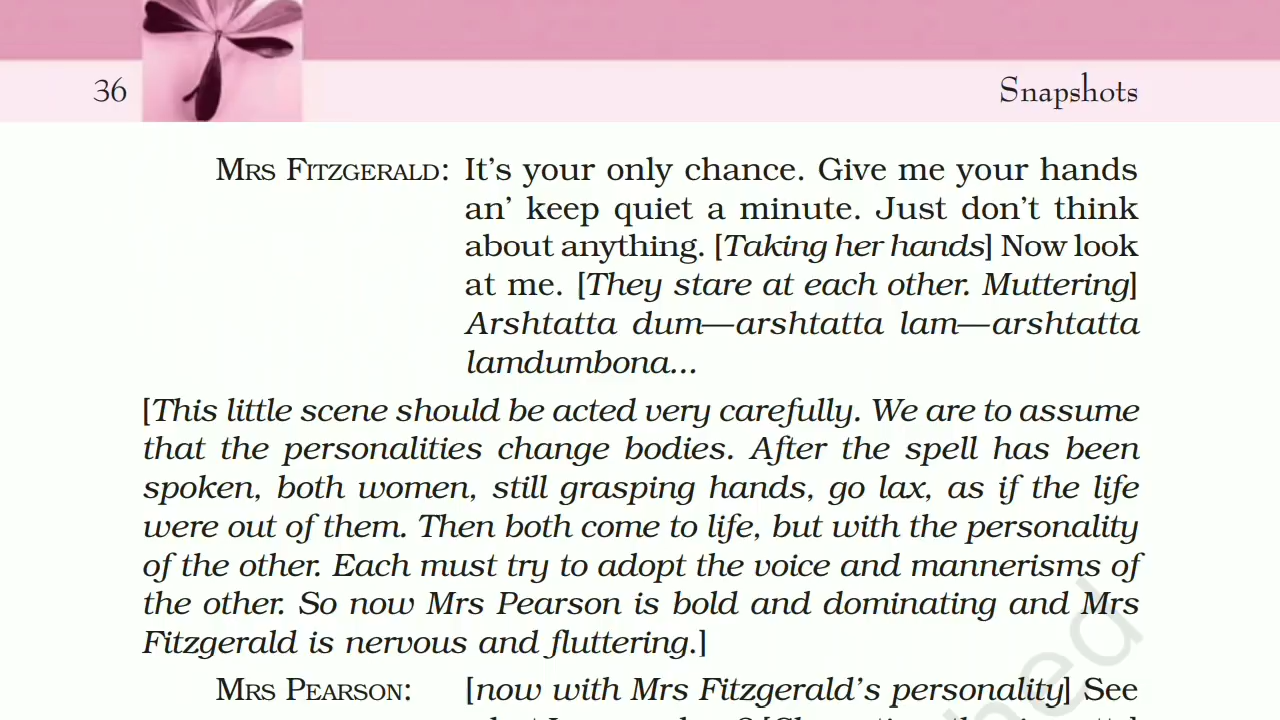 36
Snapshots
MRS FITZGERALD: It's your only chance. Give me your hands
an' keep quiet a minute. Just don't think
about anything. [Taking her hands] Now look
at me. [They stare at each other. Muttering]
Arshtatta dum—arshtatta lam—arshtatta
lamdumbona...
[This little scene should be acted very carefully. We are to assume
that the personalities change bodies. After the spell has been
spoken, both women, still grasping hands, go lax, as if the life
were out of them. Then both come to life, but with the personality
of the other. Each must try to adopt the voice and mannerisms of
the other. So now Mrs Pearson is bold and dominating and Mrs
Fitzgerald is nervous and fluttering.]
MRS PEARSON: [now with Mrs Fitzgerald's personality] See